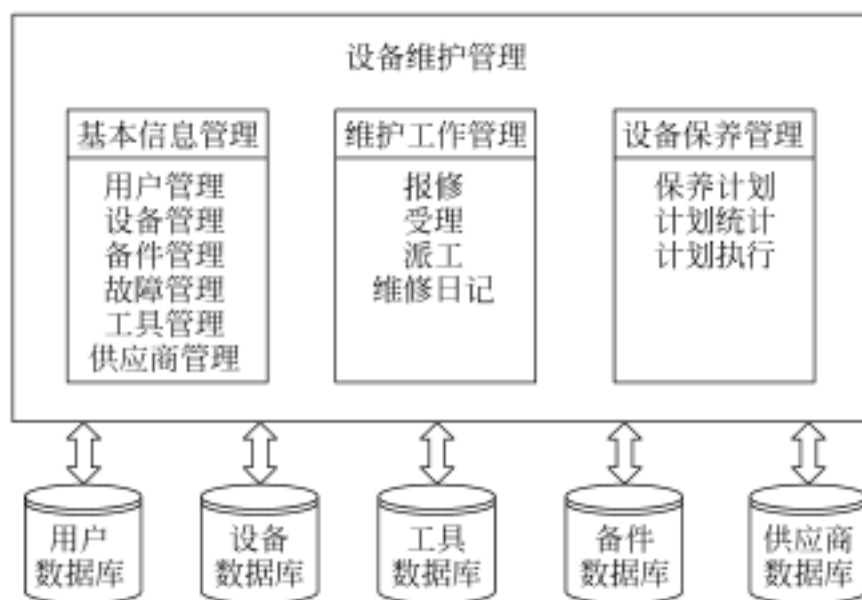 设备维护管理
基本信息管理
用户管理
设备管理
备件管理
故障管理
工具管理
供应商管理
维护工作管理
报修
受理
派工
维修日记
设备保养管理
保养计划
计划统计
计划执行
用户
数据库
设备
数据库
工具
数据库
备件
数据库
供应商
数据库